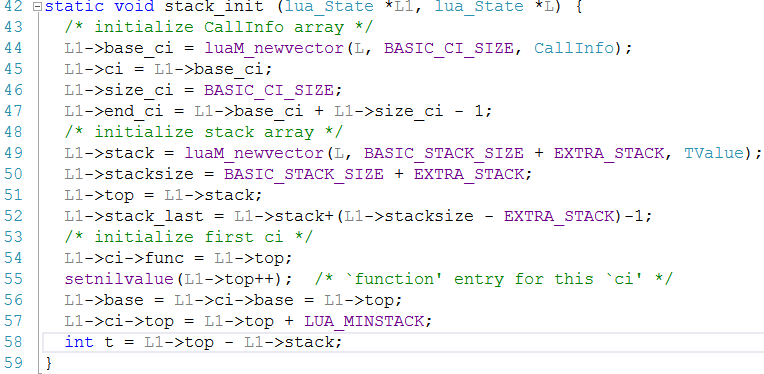 42 static void stack_init (lua_State *L1, lua_State *L) {
43 /* initialize CallInfo array */
44 L1->base_ci = luaM_newvector(L, BASIC_CI_SIZE, CallInfo);
45 L1->ci = L1->base_ci;
46 L1->size_ci = BASIC_CI_SIZE;
47 L1->end_ci = L1->base_ci + L1->size_ci - 1;
48 /* initialize stack array */
49 L1->stack = luaM_newvector(L, BASIC_STACK_SIZE + EXTRA_STACK, TValue);
50 L1->stacksize = BASIC_STACK_SIZE + EXTRA_STACK;
51 L1->top = L1->stack;
52 L1->stack_last = L1->stack+(L1->stacksize - EXTRA_STACK)-1;
53 /* initialize first ci */
54 L1->ci->func = L1->top;
55 setnilvalue(L1->top++); /* `function' entry for this `ci' */
56 L1->base = L1->ci->base = L1->top;
57 L1->ci->top = L1->top + LUA_MINSTACK;
58 int t = L1->top - L1->stack;
59 }